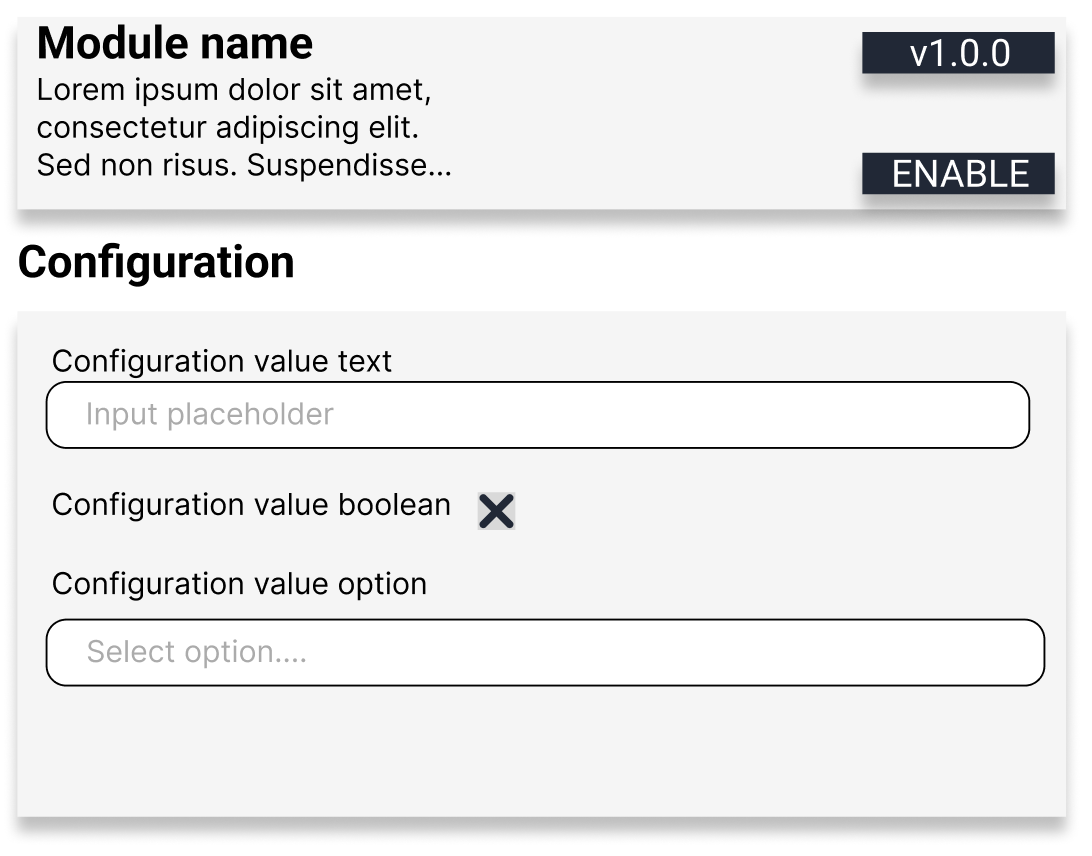 Module name
v1.0.0
Lorem ipsum dolor sit amet,
consectetur adipiscing elit.
Sed non risus. Suspendisse...
ENABLE
Configuration
Configuration value text
Input placeholder
Configuration value boolean
Configuration value option
Select option....